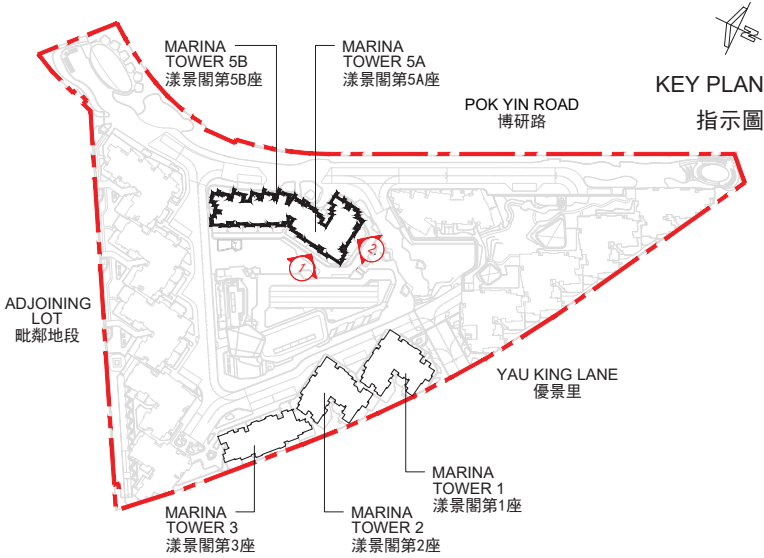 MARINA
TOWER 5B
漾景閣第5B座
MARINA
TOWER 5A
漾景閣第5A座
KEY PLAN
指示圖
POK YIN ROAD
博研路
1
2
ADJOINING
LOT
毗鄰地段
YAU KING LANE
優景里
MARINA
TOWER 1
漾景閣第1座
MARINA
TOWER 3
漾景閣第3座
MARINA
TOWER 2
漾景閣第2座